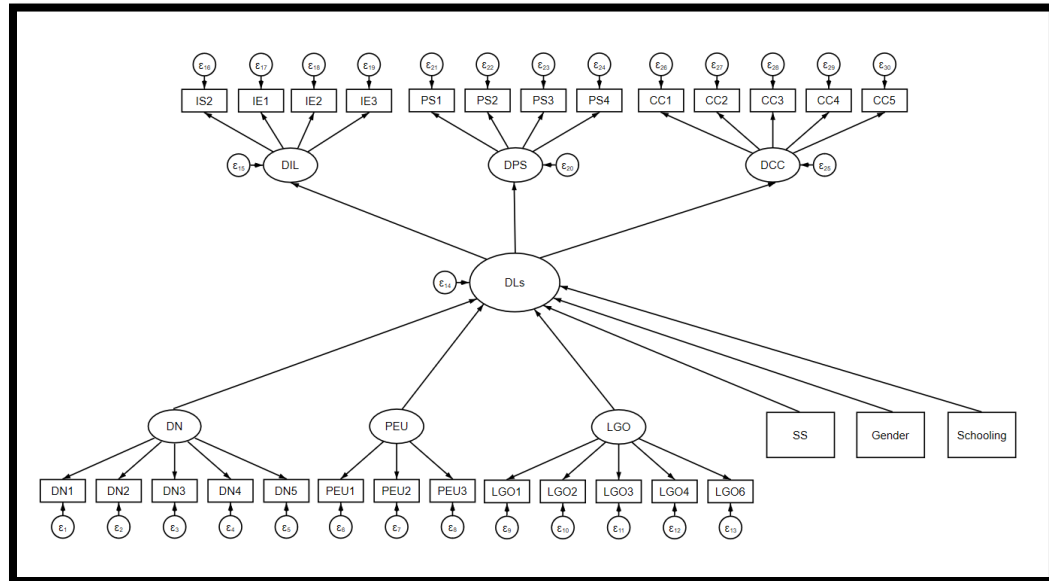 ε16 ε17 ε18 ε19 ε21 ε22 ε23 ε24 ε26 ε27 ε28 ε29 ε30
IS2 IE1 IE2 IE3 PS1 PS2 PS3 PS4 CC1 CC2 CC3 CC4 CC5
ε15 DIL DPS ε20 DCC ε25
ε14 DLs
DN PEU LGO SS Gender Schooling
DN1 DN2 DN3 DN4 DN5 PEU1 PEU2 PEU3 LGO1 LGO2 LGO3 LGO4 LGO6
ε1 ε2 ε3 ε4 ε5 ε6 ε7 ε8 ε9 ε10 ε11 ε12 ε13